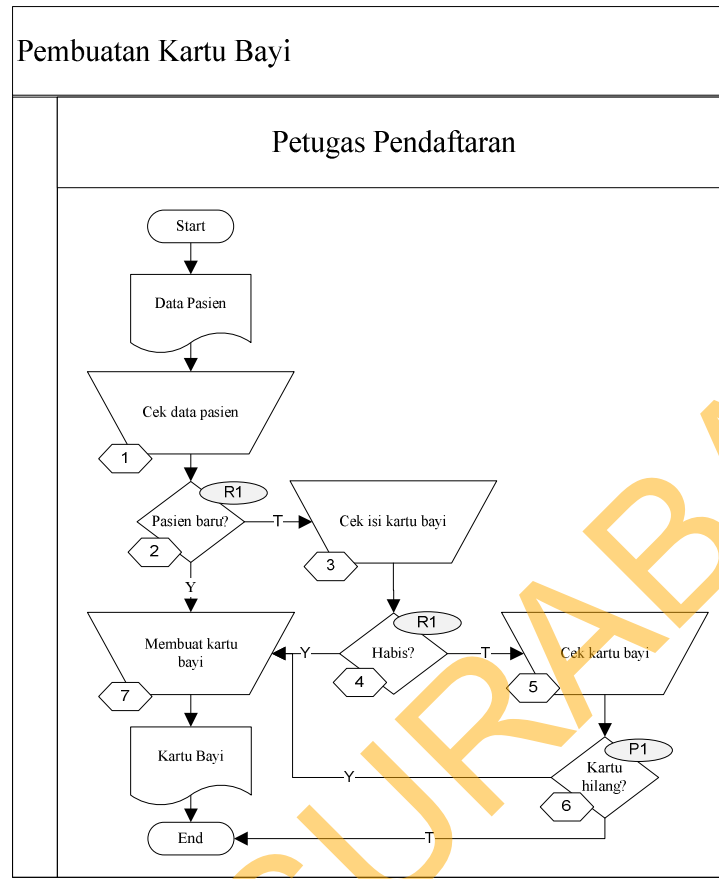 Pembuatan Kartu Bayi
Petugas Pendaftaran
Start
Data Pasien
Cek data pasien
1
R1
Pasien baru?
2
T
Cek isi kartu bayi
3
Y
Membuat kartu
bayi
7
R1
Habis?
4
Y
T
Cek kartu bayi
5
Kartu Bayi
P1
Kartu
hilang?
6
Y
End
T
SURABA